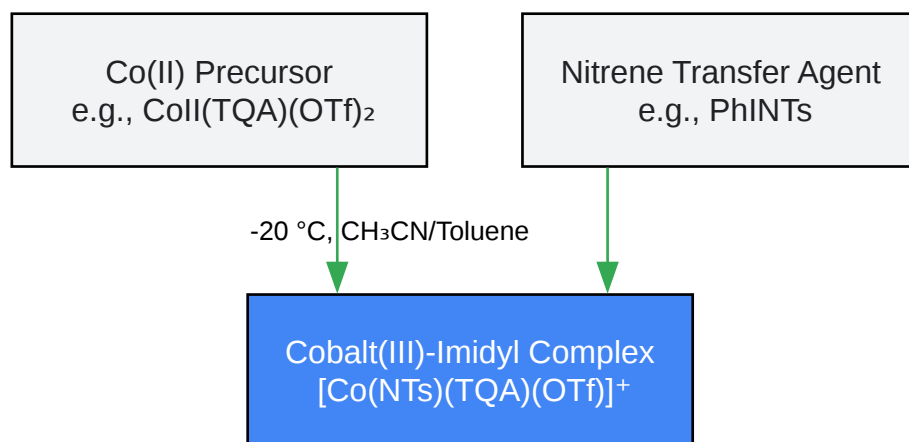 Co(II) Precursor
e.g., CoII(TQA)(OTf)₂
Nitrene Transfer Agent
e.g., PhINTs
-20 °C, CH₃CN/Toluene
Cobalt(III)-Imidyl Complex
[Co(NTs)(TQA)(OTf)]⁺